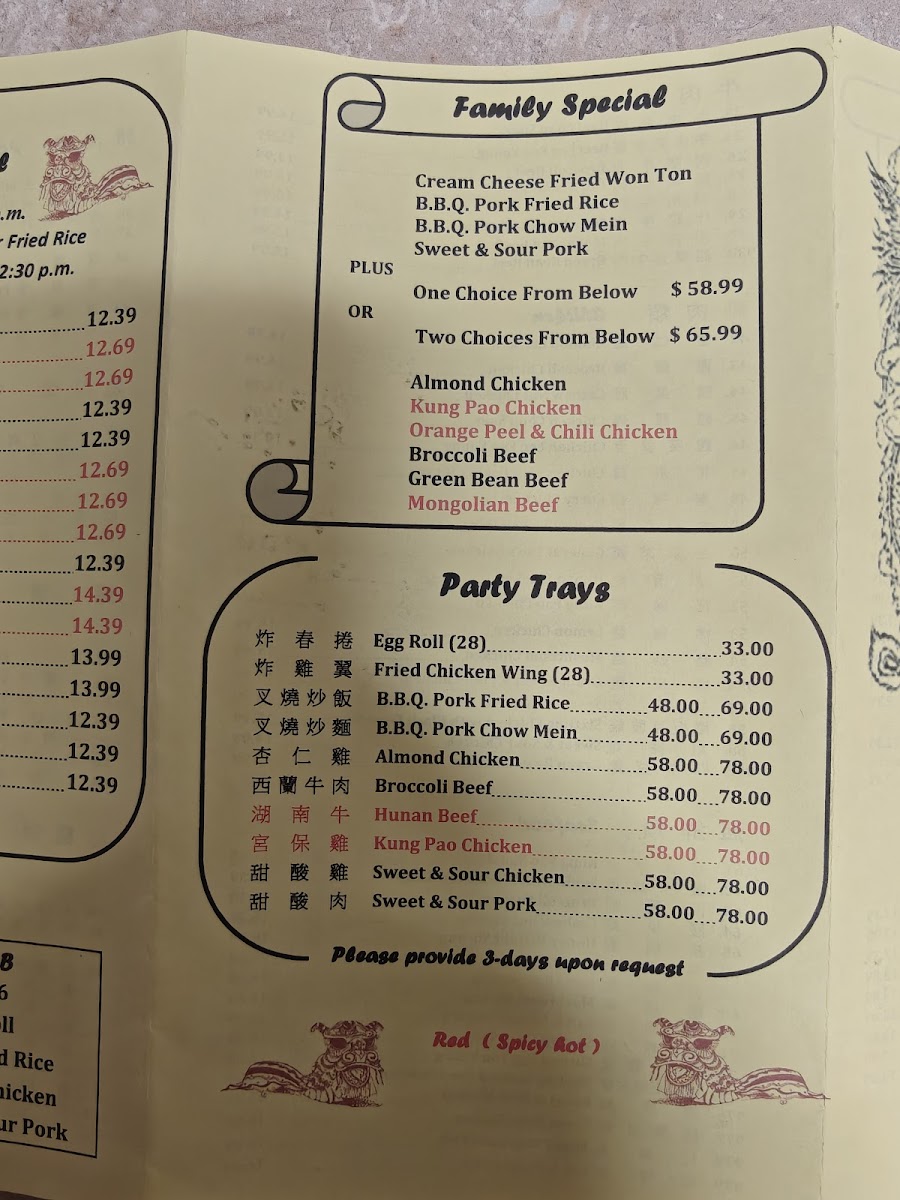 .m.
Fried Rice
2:30 p.m.
12.39
12.69
12.69
12.39
12.39
12.69
12.69
12.69
12.39
14.39
14.39
13.99
13.99
12.39
12.39
12.39
B
6
d Rice
ur Pork
Family Special
Cream Cheese Fried Won Ton
B.B.Q. Pork Fried Rice
B.B.Q. Pork Chow Mein
Sweet & Sour Pork
PLUS
One Choice From Below $ 58.99
OR
Two Choices From Below $ 65.99
Almond Chicken
Kung Pao Chicken
Orange Peel & Chili Chicken
Broccoli Beef
Green Bean Beef
Mongolian Beef
Party Trays
炸 春 捲 Egg Roll (28) 33.00
炸 雞 翼 Fried Chicken Wing (28) 33.00
叉燒炒飯 B.B.Q. Pork Fried Rice 48.00 69.00
叉燒炒麵 B.B.Q. Pork Chow Mein 48.00 69.00
杏 仁 雞 Almond Chicken 58.00 78.00
西蘭牛肉 Broccoli Beef 58.00 78.00
湖 南 牛 Hunan Beef 58.00 78.00
宮 保 雞 Kung Pao Chicken 58.00 78.00
甜 酸 雞 Sweet & Sour Chicken 58.00 78.00
甜 酸 肉 Sweet & Sour Pork 58.00 78.00
Please provide 3-days upon request
Red ( Spicy hot )